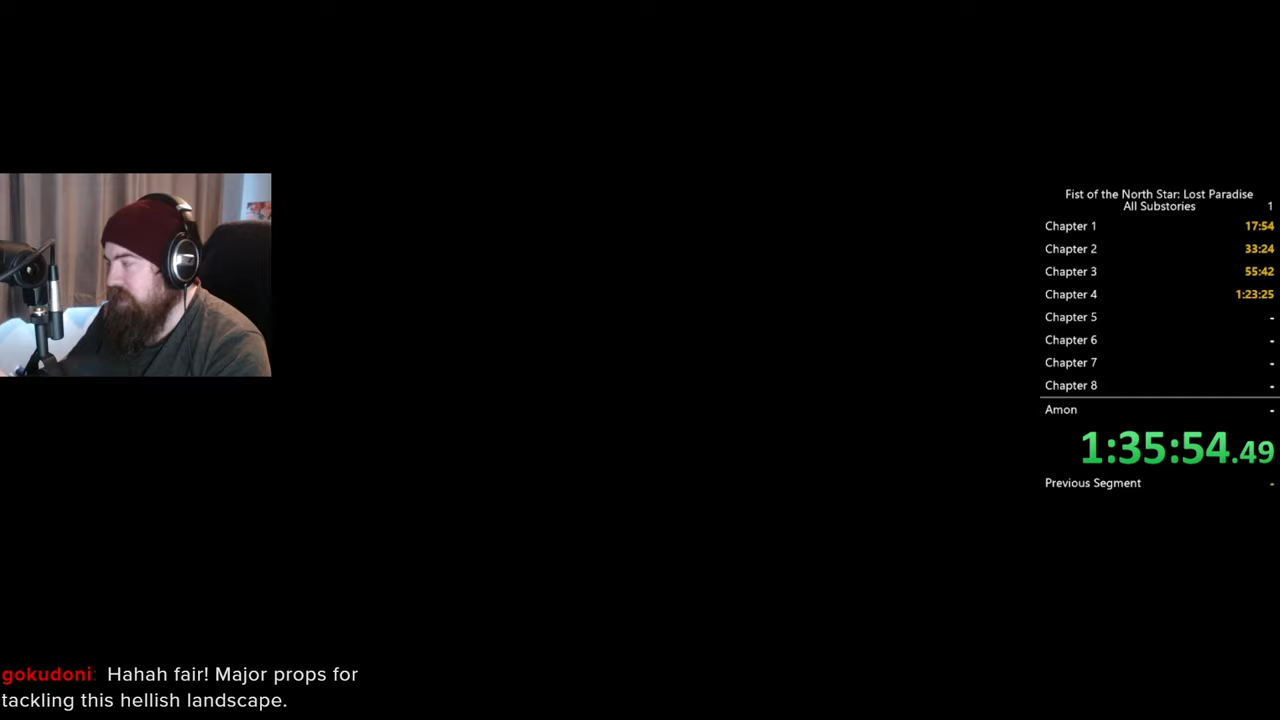 Fist of the North Star: Lost Paradise
All Substories 1
Chapter 1 17:54
Chapter 2 33:24
Chapter 3 55:42
Chapter 4 1:23:25
Chapter 5 -
Chapter 6 -
Chapter 7 -
Chapter 8 -
Amon -
1:35:54.49
Previous Segment -
gokudoni: Hahah fair! Major props for
tackling this hellish landscape.